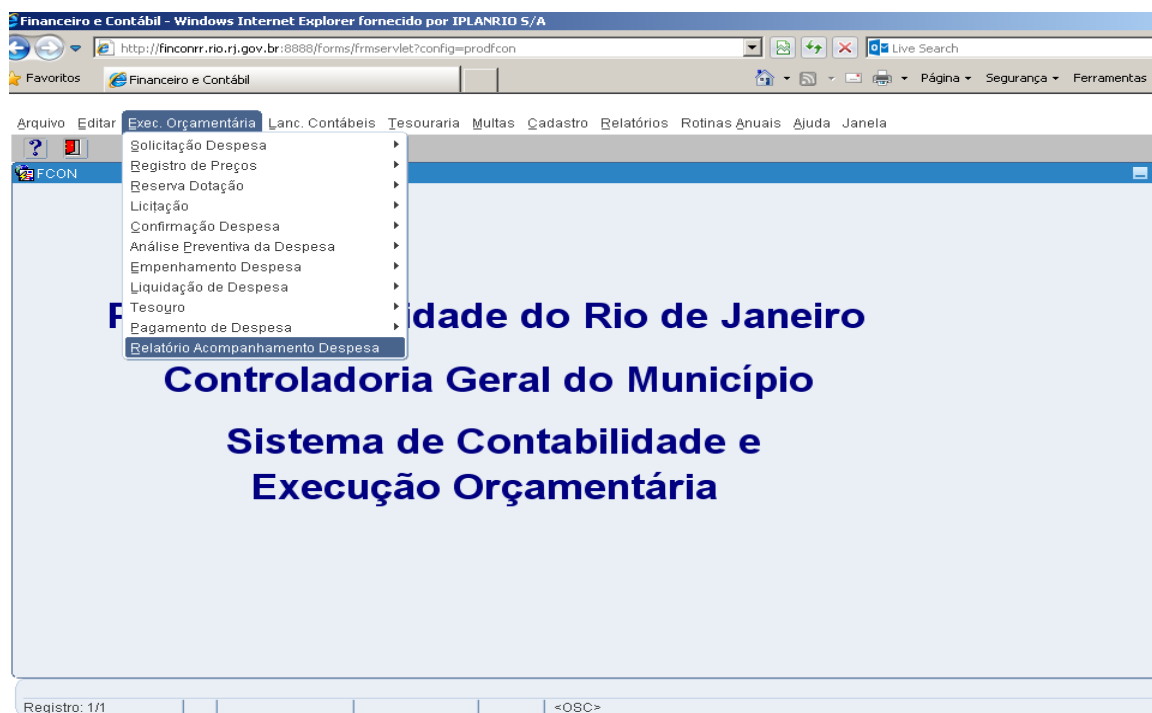 Financeiro e Contábil - Windows Internet Explorer fornecido por IPLANRIO S/A
http://finconrr.rio.rj.gov.br:8888/forms/frmservlet?config=prodfcon
Live Search
Favoritos Financeiro e Contábil Página Segurança Ferramentas
Arquivo Editar Exec. Orçamentária Lanc. Contábeis Tesouraria Multas Cadastro Relatórios Rotinas Anuais Ajuda Janela
FCON
Solicitação Despesa
Registro de Preços
Reserva Dotação
Licitação
Confirmação Despesa
Análise Preventiva da Despesa
Empenhamento Despesa
Liquidação de Despesa
Tesouro
Pagamento de Despesa
Relatório Acompanhamento Despesa
idade do Rio de Janeiro
Controladoria Geral do Município
Sistema de Contabilidade e
Execução Orçamentária
Registro: 1/1 <OSC>